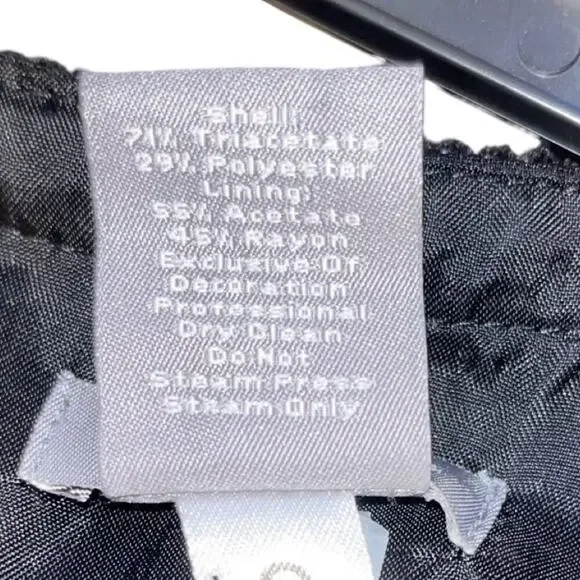 Shell:
71% Triacetate
29% Polyester
Lining:
55% Acetate
45% Rayon
Exclusive Of
Decoration
Professional
Dry Clean
Do Not
Steam Press
Steam Only